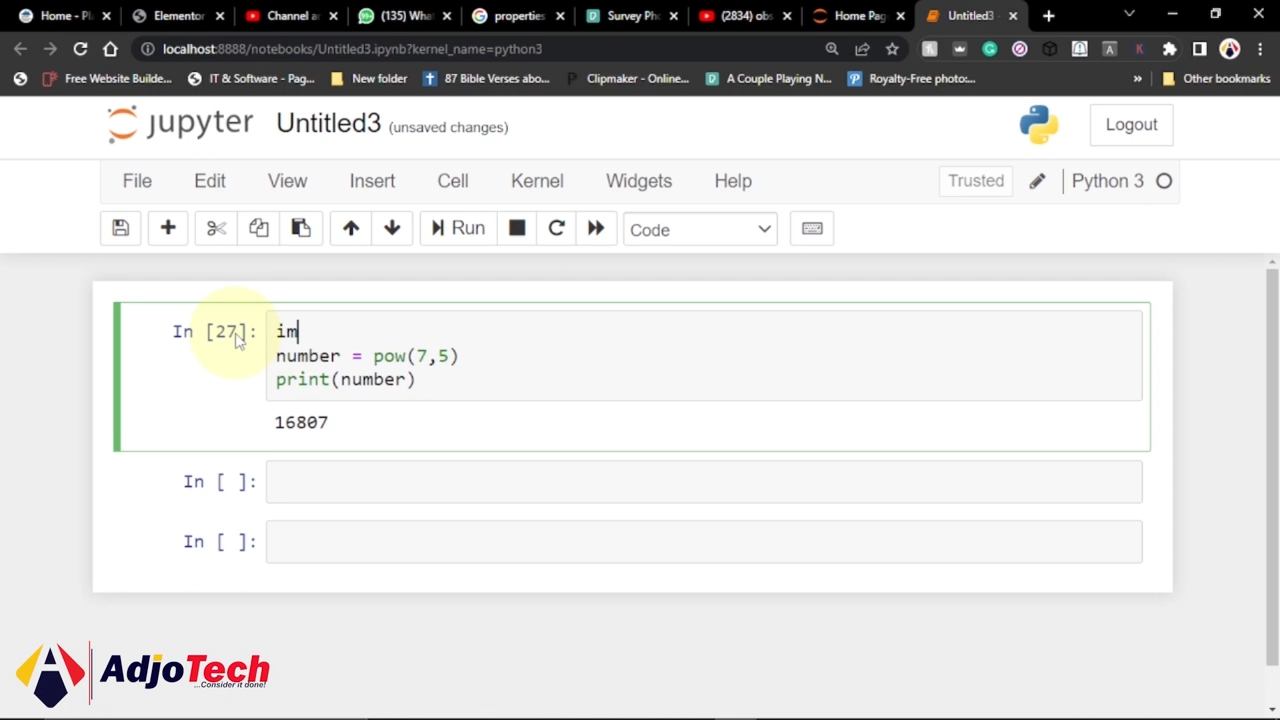 Home - Pl Elementor Channel a (135) Wha properties Survey Pho (2834) obs Home Pag Untitled3
localhost:8888/notebooks/Untitled3.ipynb?kernel_name=python3
Free Website Builde... IT & Software - Pag... New folder 87 Bible Verses abo... Clipmaker - Online... A Couple Playing N... Royalty-Free photo:... » Other bookmarks
jupyter Untitled3 (unsaved changes) Logout
File Edit View Insert Cell Kernel Widgets Help Trusted Python 3
Run Code
In [27]: im
number = pow(7,5)
print(number)
16807
In [ ]:
In [ ]:
AdjoTech
...Consider it done!